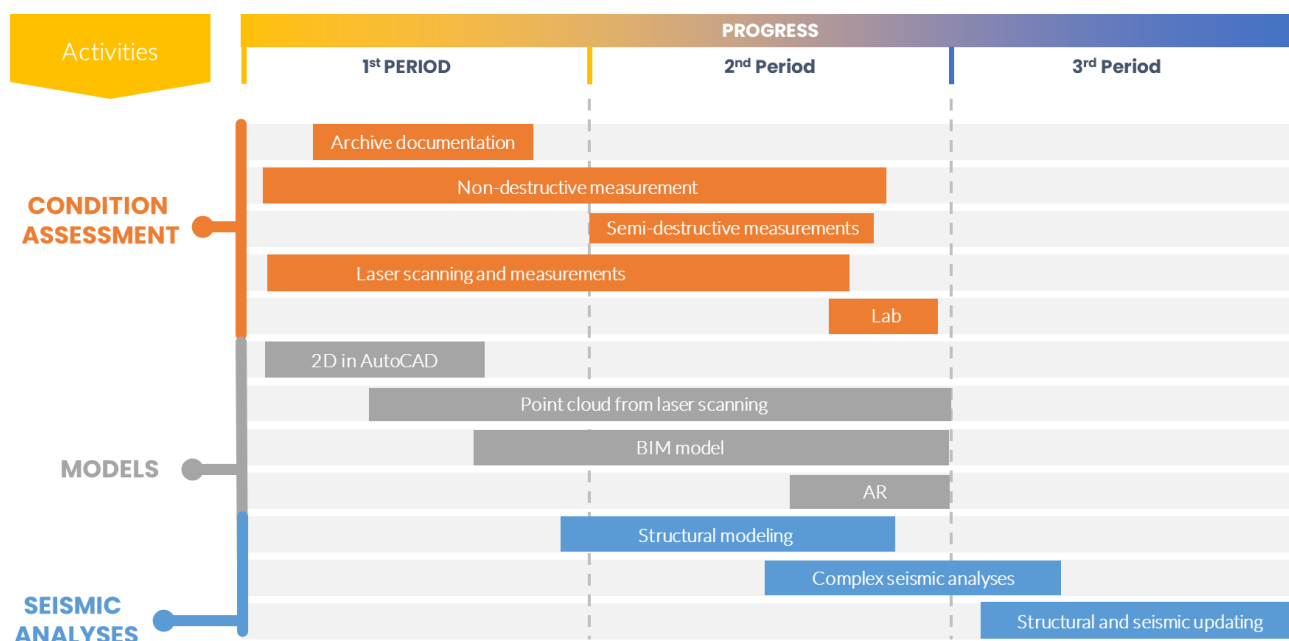 Activities
PROGRESS
1st PERIOD
2nd Period
3rd Period
CONDITION
ASSESSMENT
Archive documentation
Non-destructive measurement
Semi-destructive measurements
Laser scanning and measurements
Lab
MODELS
2D in AutoCAD
Point cloud from laser scanning
BIM model
AR
SEISMIC
ANALYSES
Structural modeling
Complex seismic analyses
Structural and seismic updating